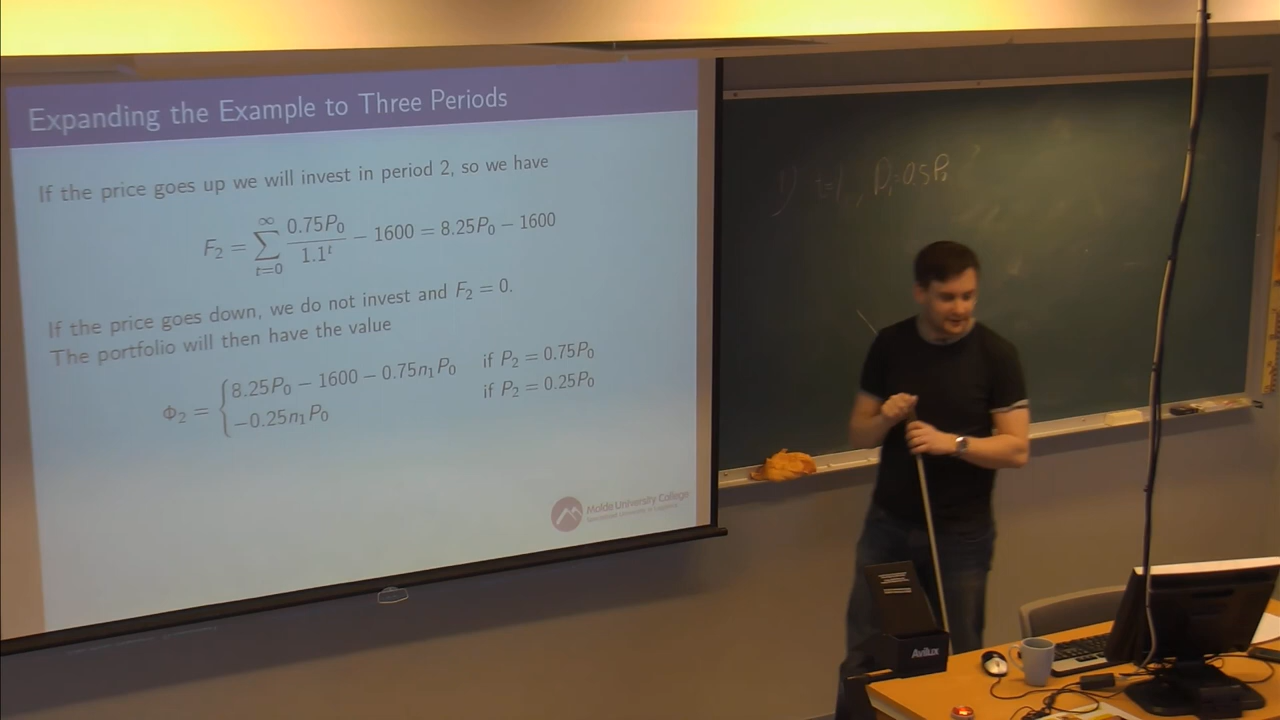 Expanding the Example to Three Periods
If the price goes up we will invest in period 2, so we have
F₂ = ∑_{t=0}^{∞} 0.75P₀/1.1ᵗ − 1600 = 8.25P₀ − 1600
If the price goes down, we do not invest and F₂ = 0.
The portfolio will then have the value
Φ₂ = { 8.25P₀ − 1600 − 0.75n₁P₀ if P₂ = 0.75P₀
−0.25n₁P₀ if P₂ = 0.25P₀
Molde University College
t=1, P₁=0.5P₀
Avilux